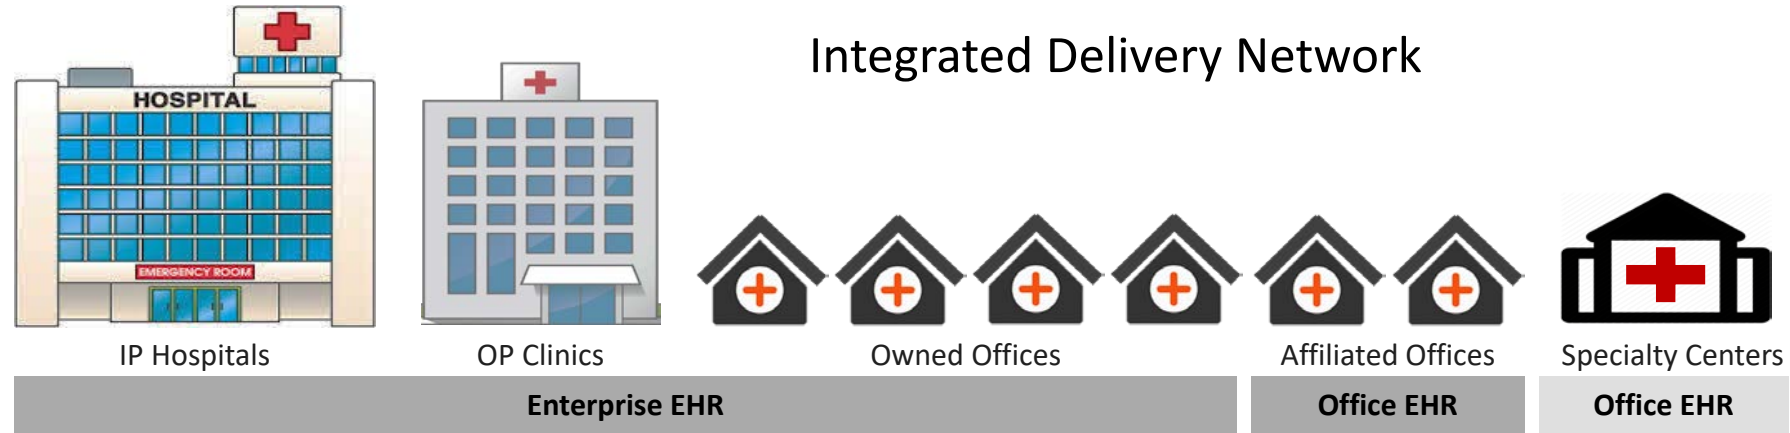 Integrated Delivery Network
HOSPITAL
EMERGENCY ROOM
IP Hospitals
OP Clinics
Owned Offices
Affiliated Offices
Specialty Centers
Enterprise EHR
Office EHR
Office EHR